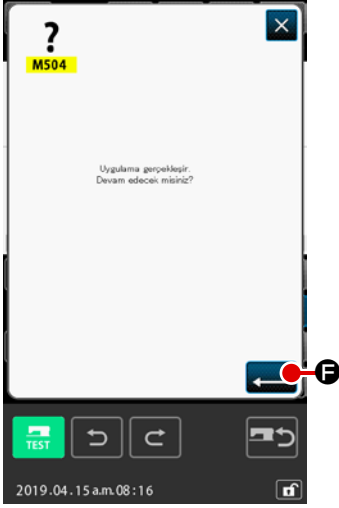 ?
M504
Uygulama gerçekleşir.
Devam edecek misiniz?
F
TEST
2019.04.15 a.m. 08:16